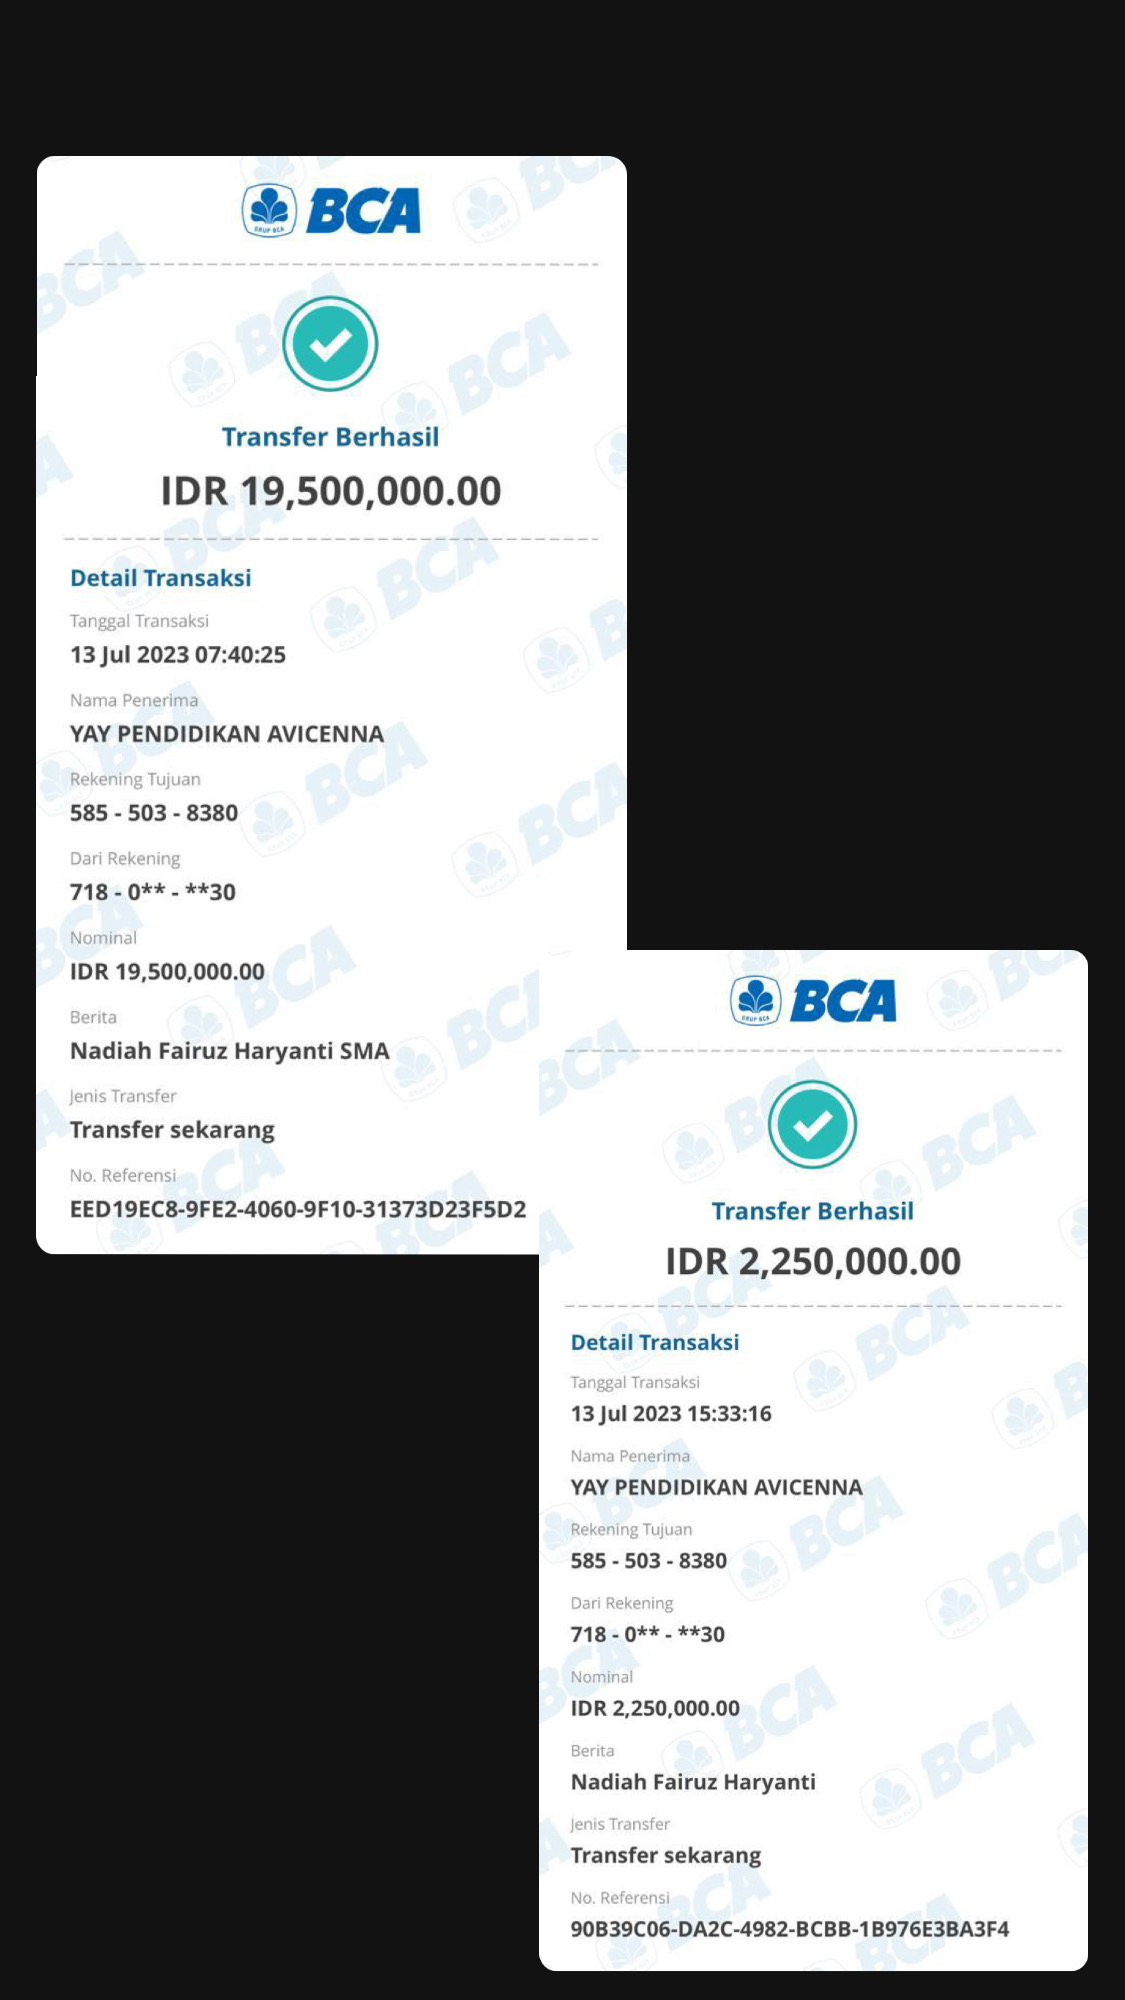 BCA
Transfer Berhasil
IDR 19,500,000.00
Detail Transaksi
Tanggal Transaksi
13 Jul 2023 07:40:25
Nama Penerima
YAY PENDIDIKAN AVICENNA
Rekening Tujuan
585 - 503 - 8380
Dari Rekening
718 - 0** - **30
Nominal
IDR 19,500,000.00
Berita
Nadiah Fairuz Haryanti SMA
Jenis Transfer
Transfer sekarang
No. Referensi
EED19EC8-9FE2-4060-9F10-31373D23F5D2
BCA
Transfer Berhasil
IDR 2,250,000.00
Detail Transaksi
Tanggal Transaksi
13 Jul 2023 15:33:16
Nama Penerima
YAY PENDIDIKAN AVICENNA
Rekening Tujuan
585 - 503 - 8380
Dari Rekening
718 - 0** - **30
Nominal
IDR 2,250,000.00
Berita
Nadiah Fairuz Haryanti
Jenis Transfer
Transfer sekarang
No. Referensi
90B39C06-DA2C-4982-BCBB-1B976E3BA3F4